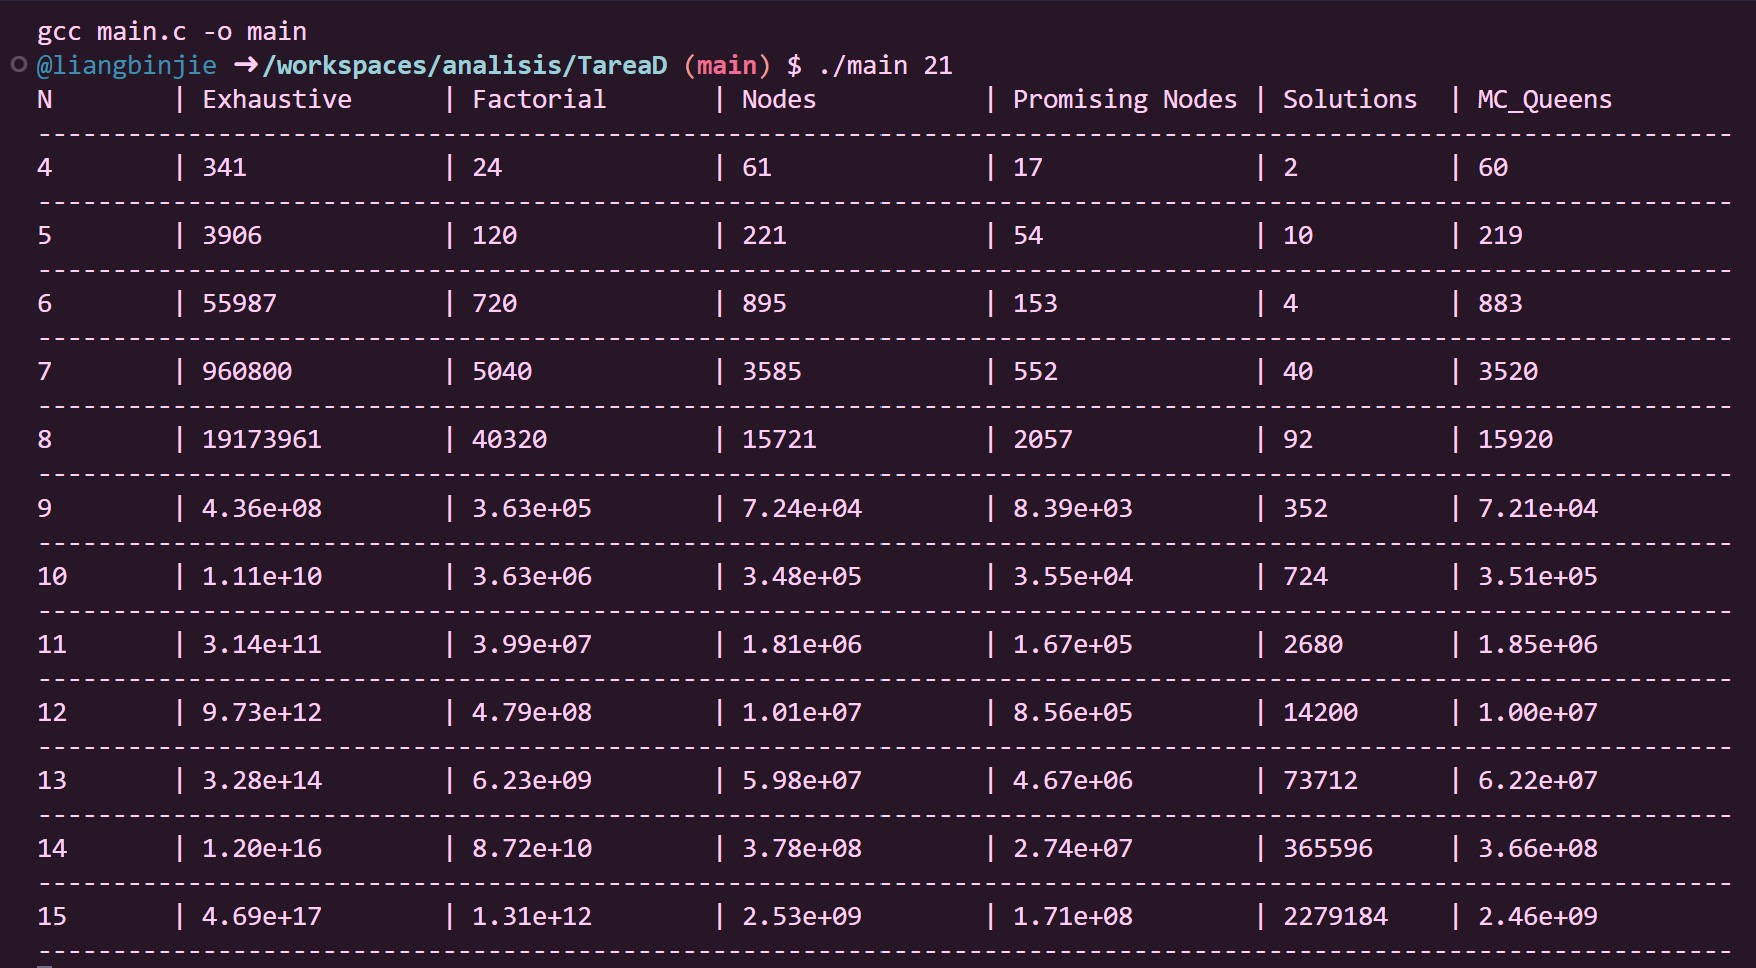 gcc main.c -o main
@liangbinjie ➜/workspaces/analisis/TareaD (main) $ ./main 21
N | Exhaustive | Factorial | Nodes | Promising Nodes | Solutions | MC_Queens
-----------------------------------------------------------------------------------------------------------------
4 | 341 | 24 | 61 | 17 | 2 | 60
-----------------------------------------------------------------------------------------------------------------
5 | 3906 | 120 | 221 | 54 | 10 | 219
-----------------------------------------------------------------------------------------------------------------
6 | 55987 | 720 | 895 | 153 | 4 | 883
-----------------------------------------------------------------------------------------------------------------
7 | 960800 | 5040 | 3585 | 552 | 40 | 3520
-----------------------------------------------------------------------------------------------------------------
8 | 19173961 | 40320 | 15721 | 2057 | 92 | 15920
-----------------------------------------------------------------------------------------------------------------
9 | 4.36e+08 | 3.63e+05 | 7.24e+04 | 8.39e+03 | 352 | 7.21e+04
-----------------------------------------------------------------------------------------------------------------
10 | 1.11e+10 | 3.63e+06 | 3.48e+05 | 3.55e+04 | 724 | 3.51e+05
-----------------------------------------------------------------------------------------------------------------
11 | 3.14e+11 | 3.99e+07 | 1.81e+06 | 1.67e+05 | 2680 | 1.85e+06
-----------------------------------------------------------------------------------------------------------------
12 | 9.73e+12 | 4.79e+08 | 1.01e+07 | 8.56e+05 | 14200 | 1.00e+07
-----------------------------------------------------------------------------------------------------------------
13 | 3.28e+14 | 6.23e+09 | 5.98e+07 | 4.67e+06 | 73712 | 6.22e+07
-----------------------------------------------------------------------------------------------------------------
14 | 1.20e+16 | 8.72e+10 | 3.78e+08 | 2.74e+07 | 365596 | 3.66e+08
-----------------------------------------------------------------------------------------------------------------
15 | 4.69e+17 | 1.31e+12 | 2.53e+09 | 1.71e+08 | 2279184 | 2.46e+09
-----------------------------------------------------------------------------------------------------------------